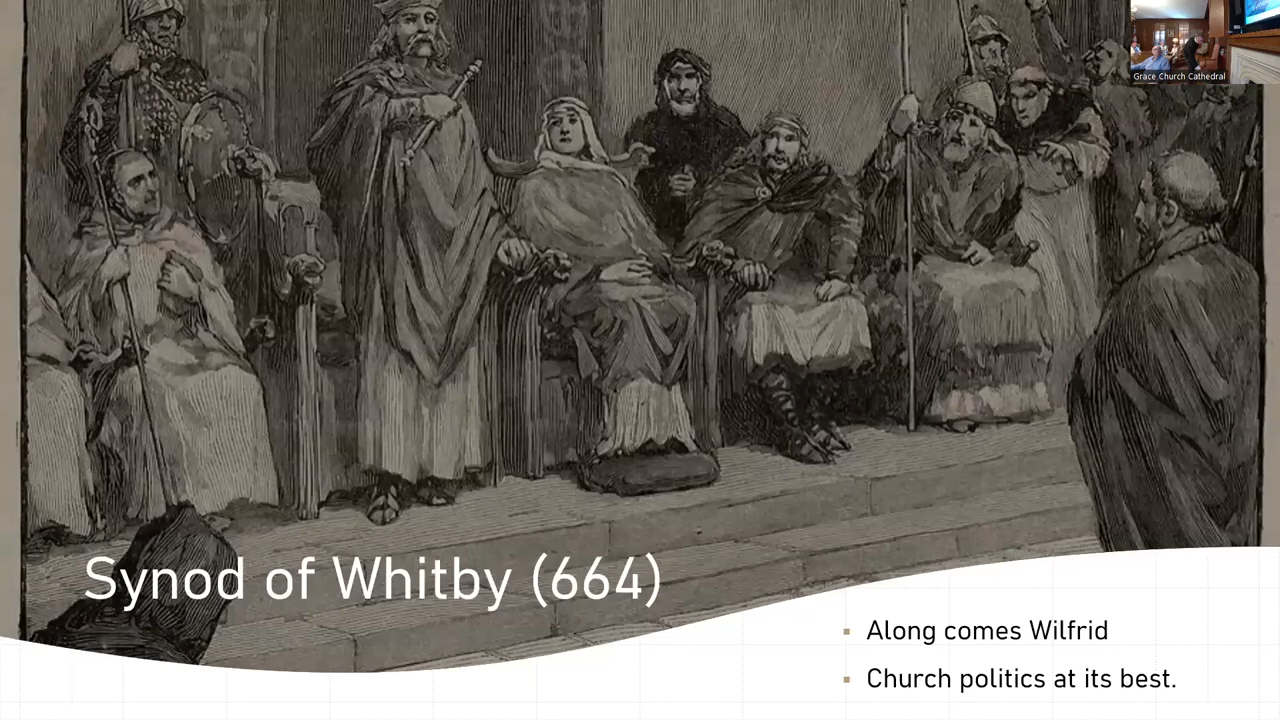 Grace Church Cathedral
Synod of Whitby (664)
Along comes Wilfrid
Church politics at its best.